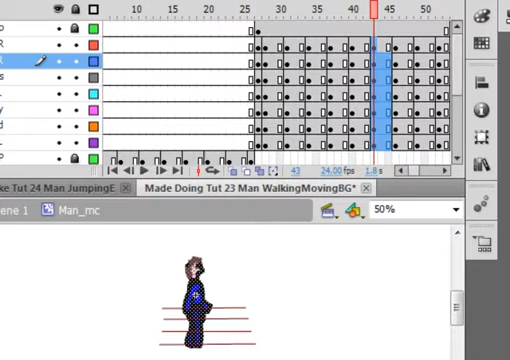 10 15 20 25 30 35 40 45 50
p
R
R
s
L
y
d
L
P
43 24.00 fps 1.8 s
ke Tut 24 Man JumpingE Made Doing Tut 23 Man WalkingMovingBG*
ene 1 Man_mc 50%